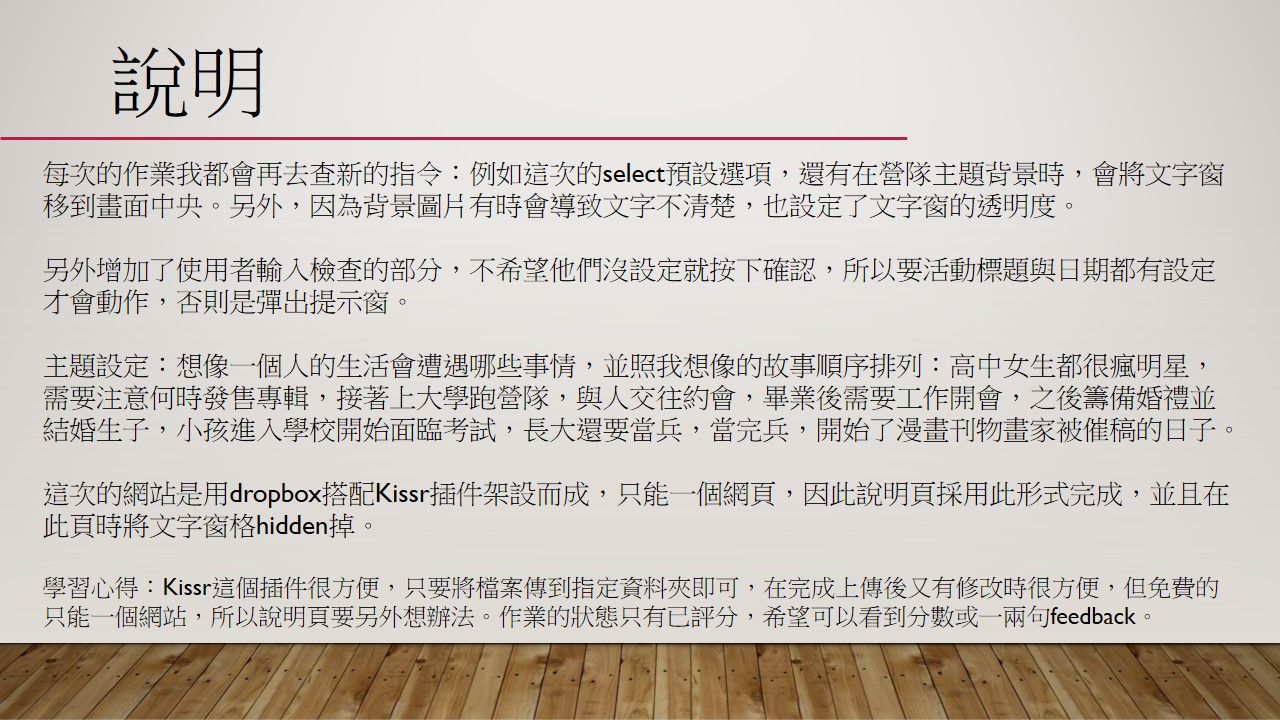 說明
每次的作業我都會再去查新的指令：例如這次的select預設選項，還有在營隊主題背景時，會將文字窗
移到畫面中央。另外，因為背景圖片有時會導致文字不清楚，也設定了文字窗的透明度。
另外增加了使用者輸入檢查的部分，不希望他們沒設定就按下確認，所以要活動標題與日期都有設定
才會動作，否則是彈出提示窗。
主題設定：想像一個人的生活會遭遇哪些事情，並照我想像的故事順序排列：高中女生都很瘋明星，
需要注意何時發售專輯，接著上大學跑營隊，與人交往約會，畢業後需要工作開會，之後籌備婚禮並
結婚生子，小孩進入學校開始面臨考試，長大還要當兵，當完兵，開始了漫畫刊物畫家被催稿的日子。
這次的網站是用dropbox搭配Kissr插件架設而成，只能一個網頁，因此說明頁採用此形式完成，並且在
此頁時將文字窗格hidden掉。
學習心得：Kissr這個插件很方便，只要將檔案傳到指定資料夾即可，在完成上傳後又有修改時很方便，但免費的
只能一個網站，所以說明頁要另外想辦法。作業的狀態只有已評分，希望可以看到分數或一兩句feedback。